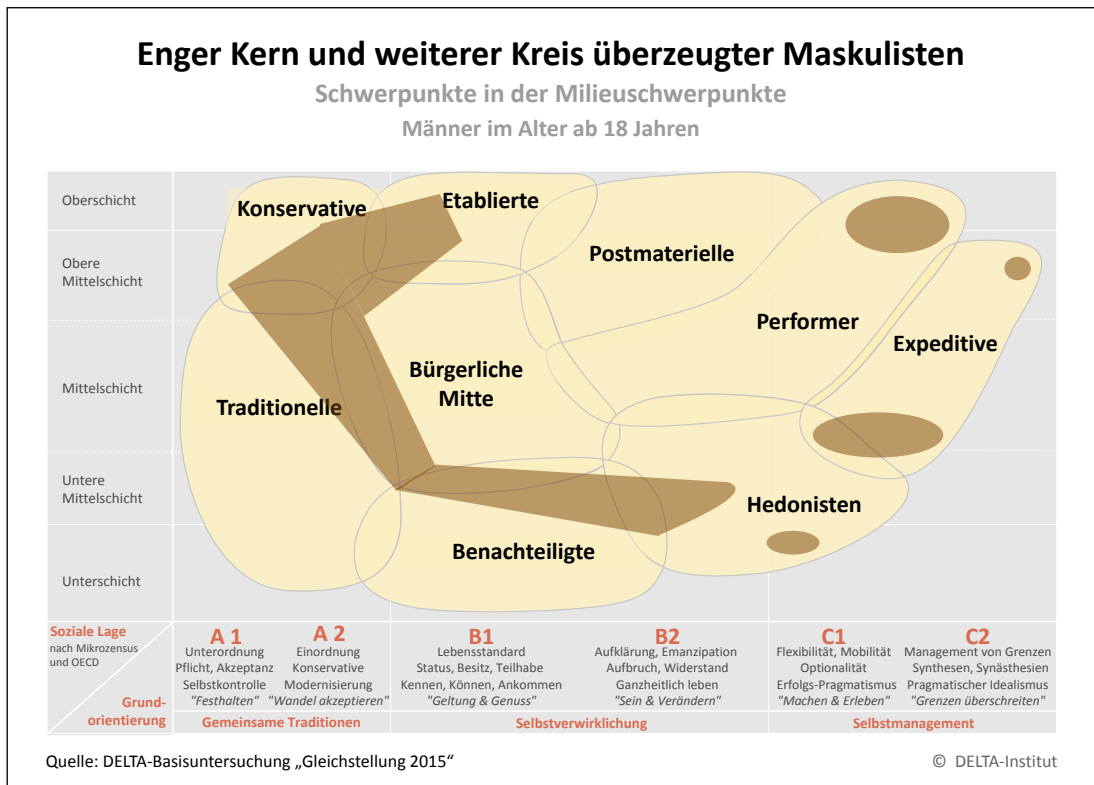 Enger Kern und weiterer Kreis überzeugter Maskulisten
Schwerpunkte in der Milieuschwerpunkte
Männer im Alter ab 18 Jahren
Oberschicht
Obere
Mittelschicht
Mittelschicht
Untere
Mittelschicht
Unterschicht
Konservative
Etablierte
Postmaterielle
Performer
Expeditive
Bürgerliche
Mitte
Traditionelle
Hedonisten
Benachteiligte
Soziale Lage
nach Mikrozensus
und OECD
Grund-
orientierung
A 1
Unterordnung
Pflicht, Akzeptanz
Selbstkontrolle
"Festhalten"
A 2
Einordnung
Konservative
Modernisierung
"Wandel akzeptieren"
B1
Lebensstandard
Status, Besitz, Teilhabe
Kennen, Können, Ankommen
"Geltung & Genuss"
B2
Aufklärung, Emanzipation
Aufbruch, Widerstand
Ganzheitlich leben
"Sein & Verändern"
C1
Flexibilität, Mobilität
Optionalität
Erfolgs-Pragmatismus
"Machen & Erleben"
C2
Management von Grenzen
Synthesen, Synästhesien
Pragmatischer Idealismus
"Grenzen überschreiten"
Gemeinsame Traditionen
Selbstverwirklichung
Selbstmanagement
Quelle: DELTA-Basisuntersuchung „Gleichstellung 2015“
© DELTA-Institut